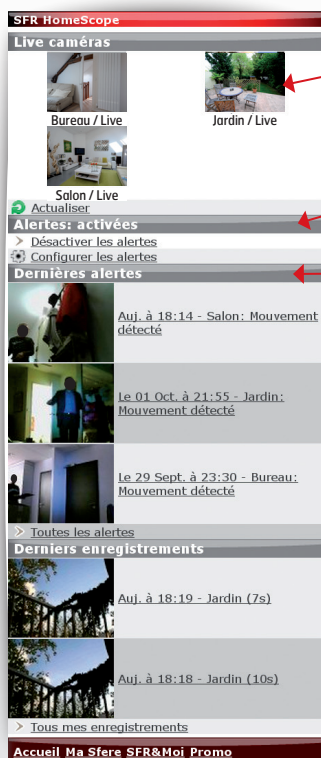 SFR HomeScope
Live caméras
Bureau / Live
Jardin / Live
Salon / Live
Actualiser
Alertes: activées
Désactiver les alertes
Configurer les alertes
Dernières alertes
Auj. à 18:14 - Salon: Mouvement
détecté
Le 01 Oct. à 21:55 - Jardin:
Mouvement détecté
Le 29 Sept. à 23:30 - Bureau:
Mouvement détecté
Toutes les alertes
Derniers enregistrements
Auj. à 18:19 - Jardin (7s)
Auj. à 18:18 - Jardin (10s)
Tous mes enregistrements
Accueil Ma Sfere SFR&Moi Promo